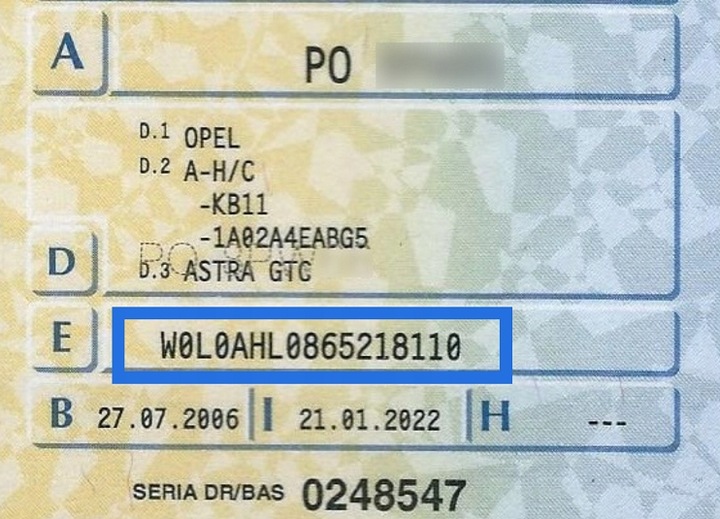 A PO
D.1 OPEL
D.2 A-H/C
-KB11
-1A02A4EABG5
D D.3 ASTRA GTC
E W0L0AHL0865218110
B 27.07.2006 I 21.01.2022 H ---
SERIA DR/BAS 0248547